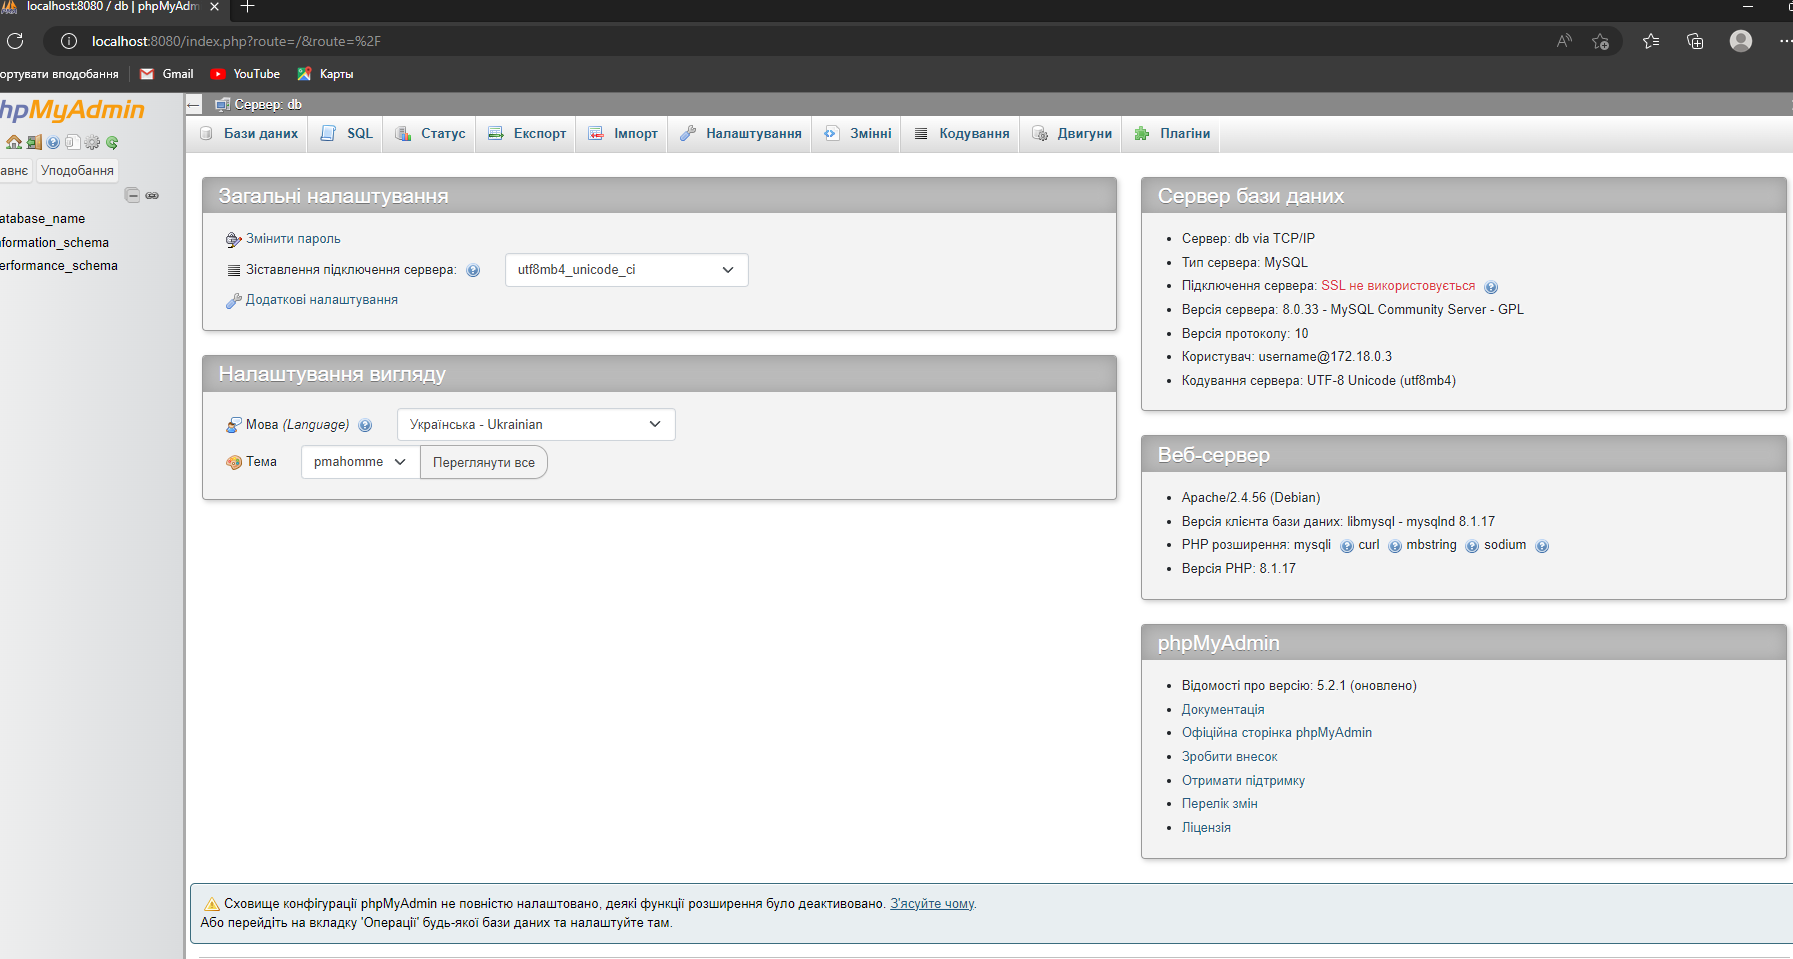 localhost:8080 / db | phpMyAdm
localhost:8080/index.php?route=/&route=%2F
ортувати вподобання
Gmail
YouTube
Карты
hpMyAdmin
авнє
Уподобання
atabase_name
formation_schema
erformance_schema
Сервер: db
Бази даних
SQL
Статус
Експорт
Імпорт
Налаштування
Змінні
Кодування
Двигуни
Плагіни
Загальні налаштування
Змінити пароль
Зіставлення підключення сервера:
utf8mb4_unicode_ci
Додаткові налаштування
Налаштування вигляду
Мова (Language)
Українська - Ukrainian
Тема
pmahomme
Переглянути все
Сервер бази даних
Сервер: db via TCP/IP
Тип сервера: MySQL
Підключення сервера: SSL не використовується
Версія сервера: 8.0.33 - MySQL Community Server - GPL
Версія протоколу: 10
Користувач: username@172.18.0.3
Кодування сервера: UTF-8 Unicode (utf8mb4)
Веб-сервер
Apache/2.4.56 (Debian)
Версія клієнта бази даних: libmysql - mysqlnd 8.1.17
PHP розширення: mysqli curl mbstring sodium
Версія PHP: 8.1.17
phpMyAdmin
Відомості про версію: 5.2.1 (оновлено)
Документація
Офіційна сторінка phpMyAdmin
Зробити внесок
Отримати підтримку
Перелік змін
Ліцензія
Сховище конфігурації phpMyAdmin не повністю налаштовано, деякі функції розширення було деактивовано. З'ясуйте чому.
Або перейдіть на вкладку 'Операції' будь-якої бази даних та налаштуйте там.